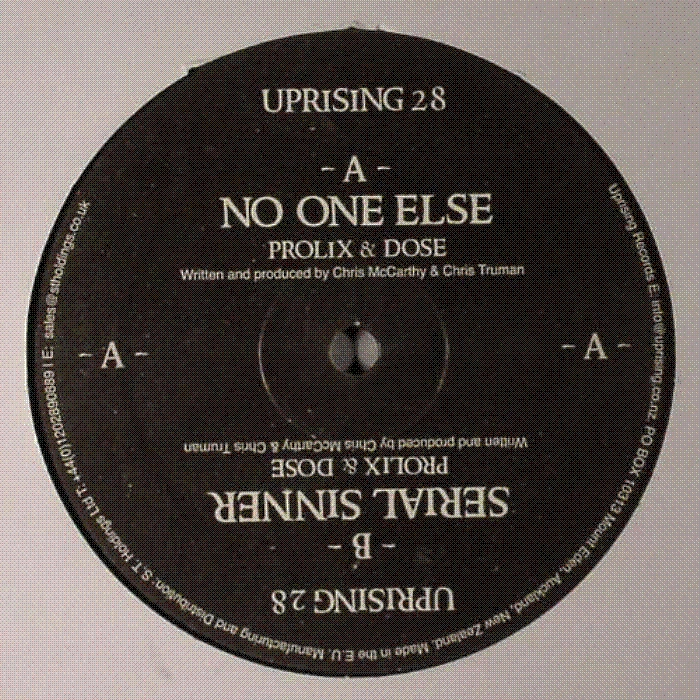 UPRISING 28
- A -
NO ONE ELSE
PROLIX & DOSE
Written and produced by Chris McCarthy & Chris Truman
- A -
- A -
UPRISING 28
- B -
SERIAL SINNER
PROLIX & DOSE
Written and produced by Chris McCarthy & Chris Truman
Uprising Records E: info@uprising.co.nz PO BOX 10313 Mount Eden, Auckland, New Zealand. Made in the E.U. Manufacturing and Distribution: S.T. Holdings Ltd T: +44(0)1202890889 I E: sales@stholdings.co.uk